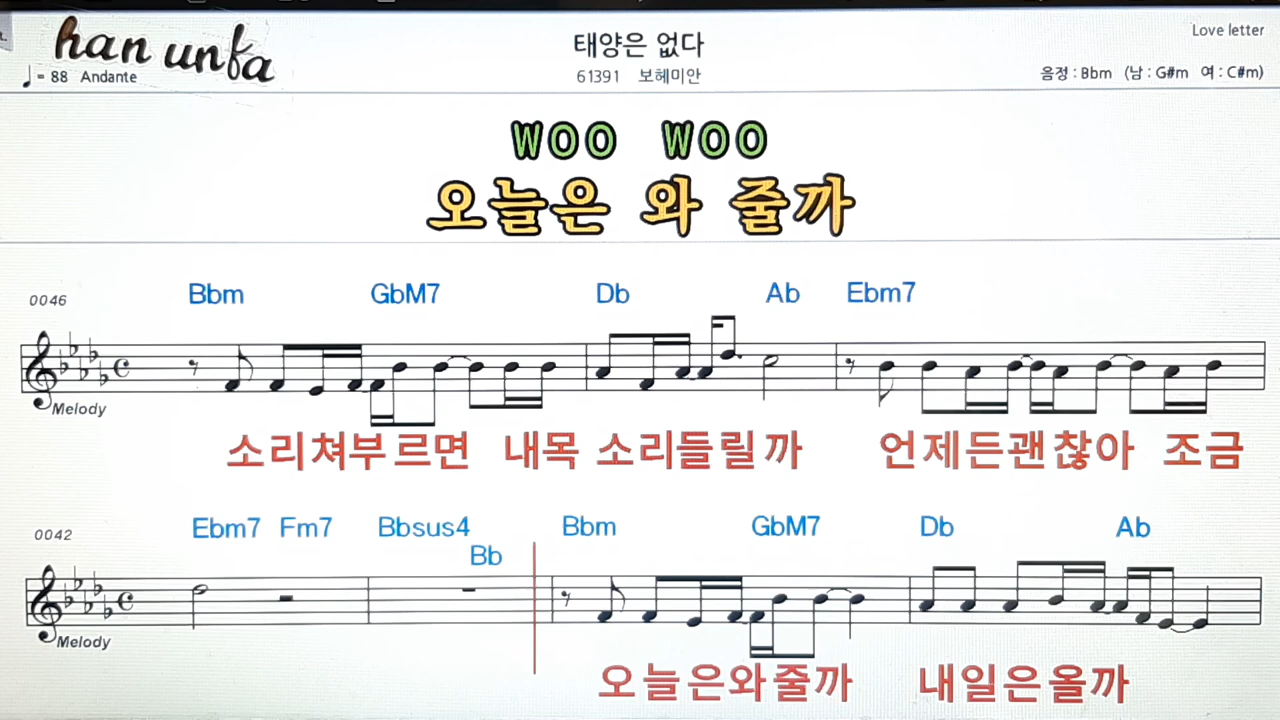 han unfa
♩ = 88 Andante
태양은 없다
61391 보헤미안
Love letter
음정 : Bbm (남 : G#m 여 : C#m)
WOO WOO
오늘은 와 줄까
0046
Bbm GbM7 Db Ab Ebm7
Melody
소리쳐부르면 내목 소리들릴까 언제든괜찮아 조금
0042
Ebm7 Fm7 Bbsus4 Bb Bbm GbM7 Db Ab
Melody
오늘은와줄까 내일은올까